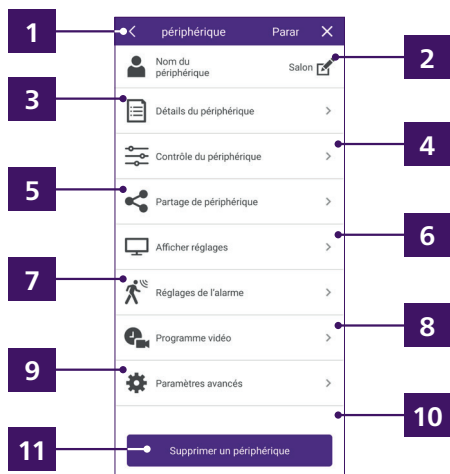 1
périphérique Parar
Nom du
périphérique
Salon
2
3
Détails du périphérique
Contrôle du périphérique
4
5
Partage de périphérique
Afficher réglages
6
7
Réglages de l'alarme
Programme vidéo
8
9
Paramètres avancés
10
11
Supprimer un périphérique